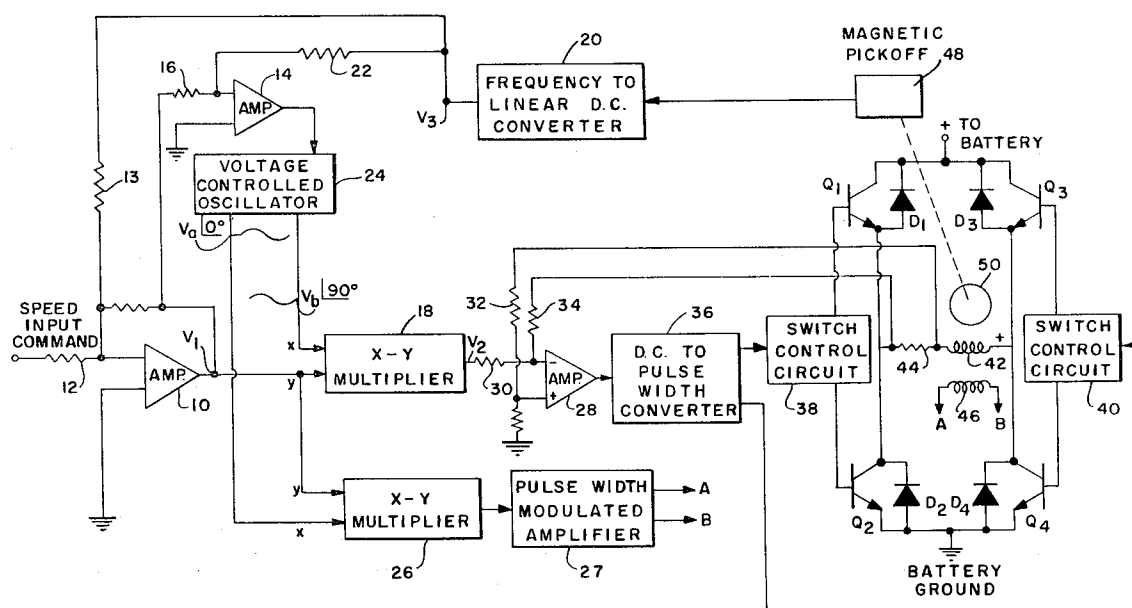 MAGNETIC
PICKOFF
48
20
FREQUENCY TO
LINEAR D.C.
CONVERTER
V3
22
16
14
AMP.
13
VOLTAGE
CONTROLLED
OSCILLATOR
24
Va 0°
Vb 90°
+ TO
BATTERY
Q1
D1
D3
Q3
50
SPEED
INPUT
COMMAND
12
V1
AMP.
10
18
X-Y
MULTIPLIER
x
y
V2
30
32
34
-
+
AMP.
28
36
D.C. TO
PULSE
WIDTH
CONVERTER
SWITCH
CONTROL
CIRCUIT
38
44
+
42
46
A
B
SWITCH
CONTROL
CIRCUIT
40
y
x
X-Y
MULTIPLIER
26
PULSE WIDTH
MODULATED
AMPLIFIER
27
A
B
Q2
D2
D4
Q4
BATTERY
GROUND